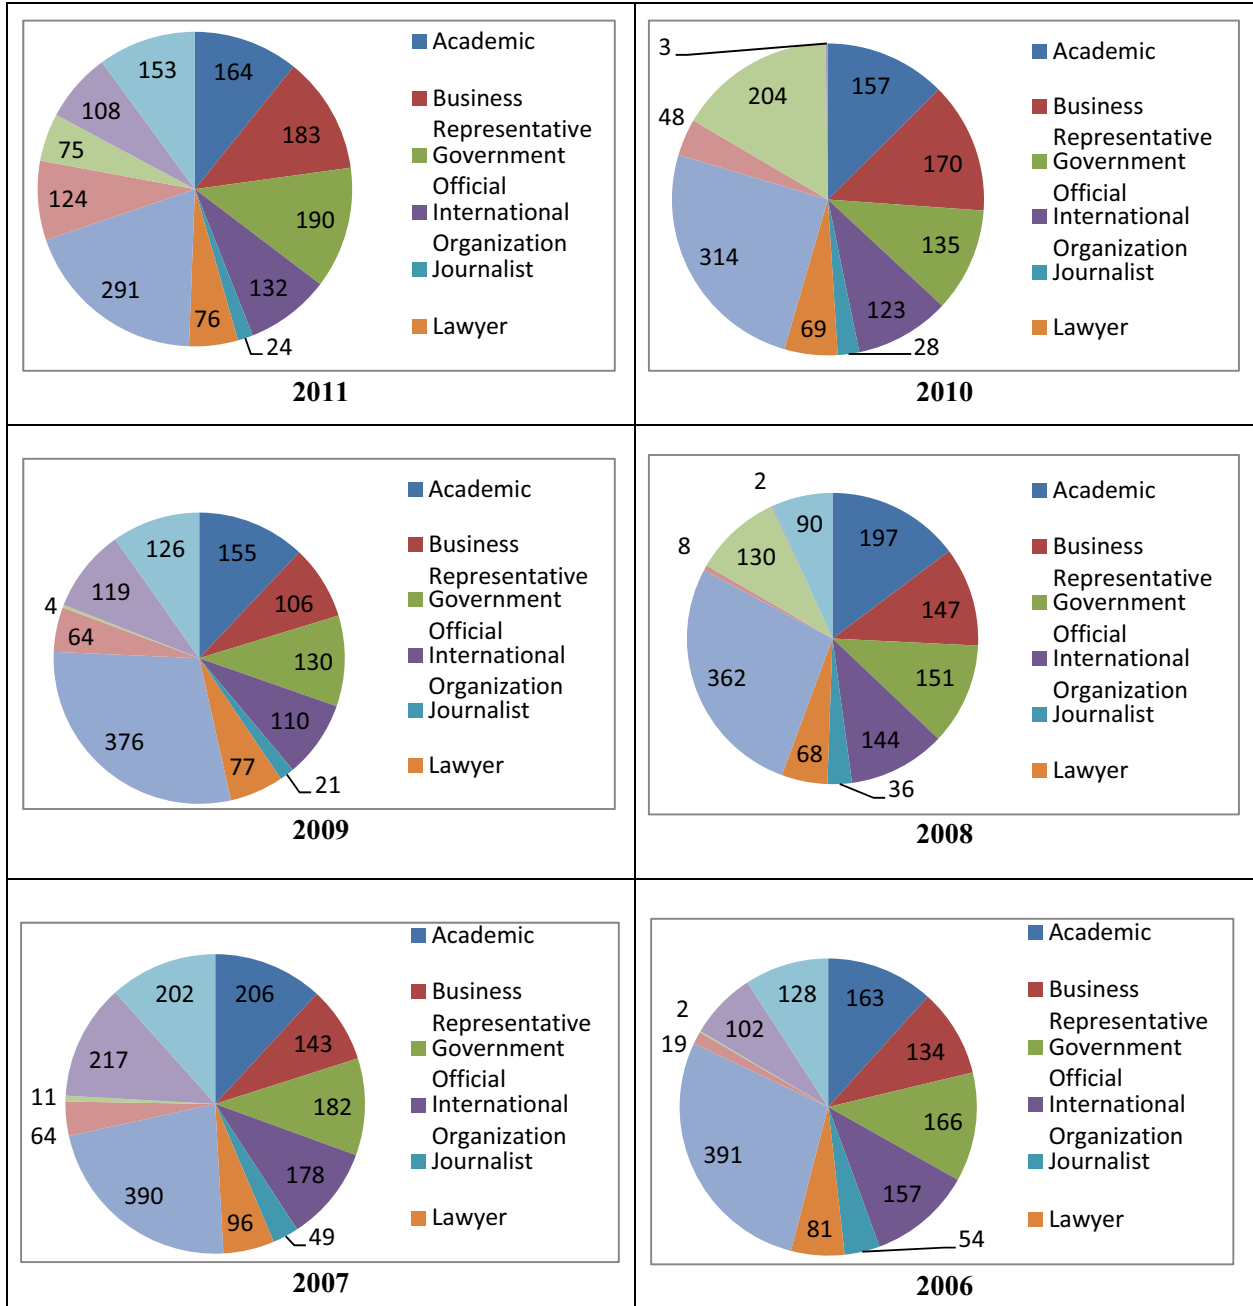 153
164
108
183
75
124
190
291
132
76
24
Academic
Business
Representative
Government
Official
International
Organization
Journalist
Lawyer
2011
3
204
157
48
170
135
314
123
69
28
Academic
Business
Representative
Government
Official
International
Organization
Journalist
Lawyer
2010
126
155
119
106
4
64
130
110
376
77
21
Academic
Business
Representative
Government
Official
International
Organization
Journalist
Lawyer
2009
2
90
197
8
130
147
362
151
144
68
36
Academic
Business
Representative
Government
Official
International
Organization
Journalist
Lawyer
2008
202
206
143
217
11
182
64
178
390
96
49
Academic
Business
Representative
Government
Official
International
Organization
Journalist
Lawyer
2007
128
163
2
102
19
134
166
391
157
81
54
Academic
Business
Representative
Government
Official
International
Organization
Journalist
Lawyer
2006